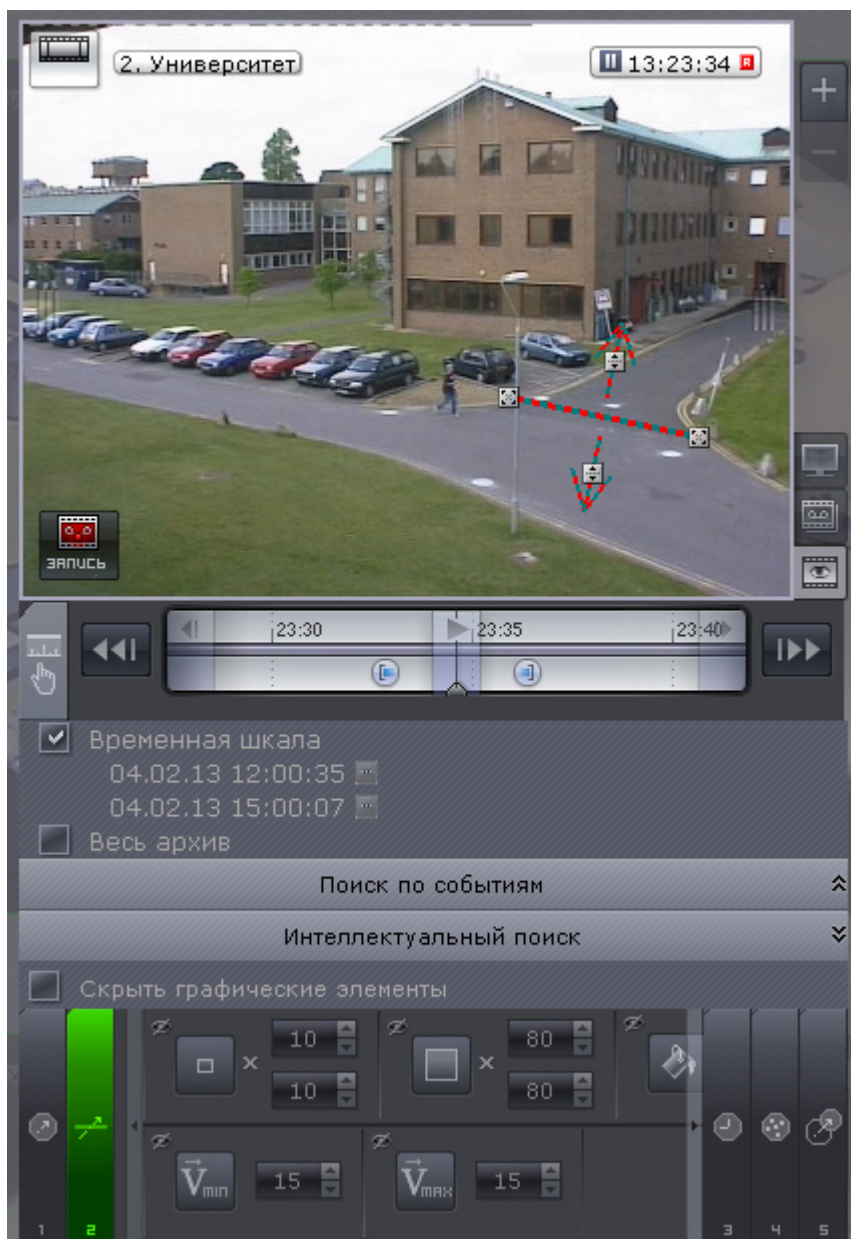 2. Университет
13:23:34 R
ЗАПИСЬ
23:30 23:35 23:40
Временная шкала
04.02.13 12:00:35
04.02.13 15:00:07
Весь архив
Поиск по событиям
Интеллектуальный поиск
Скрыть графические элементы
× 10 × 80
10 80
Vmin 15 Vmax 15
1 2 3 4 5